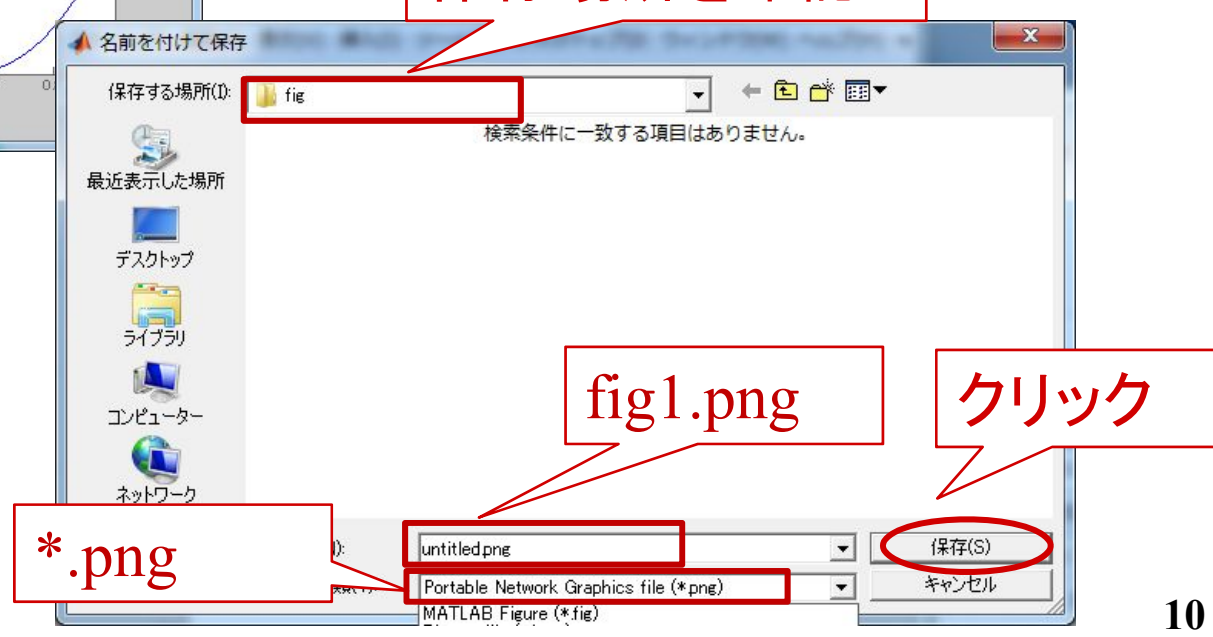 名前を付けて保存
保存する場所(I):
fig
検索条件に一致する項目はありません。
最近表示した場所
デスクトップ
ライブラリ
コンピューター
ネットワーク
fig1.png
クリック
*.png
untitled.png
保存(S)
Portable Network Graphics file (*.png)
キャンセル
MATLAB Figure (*.fig)
10